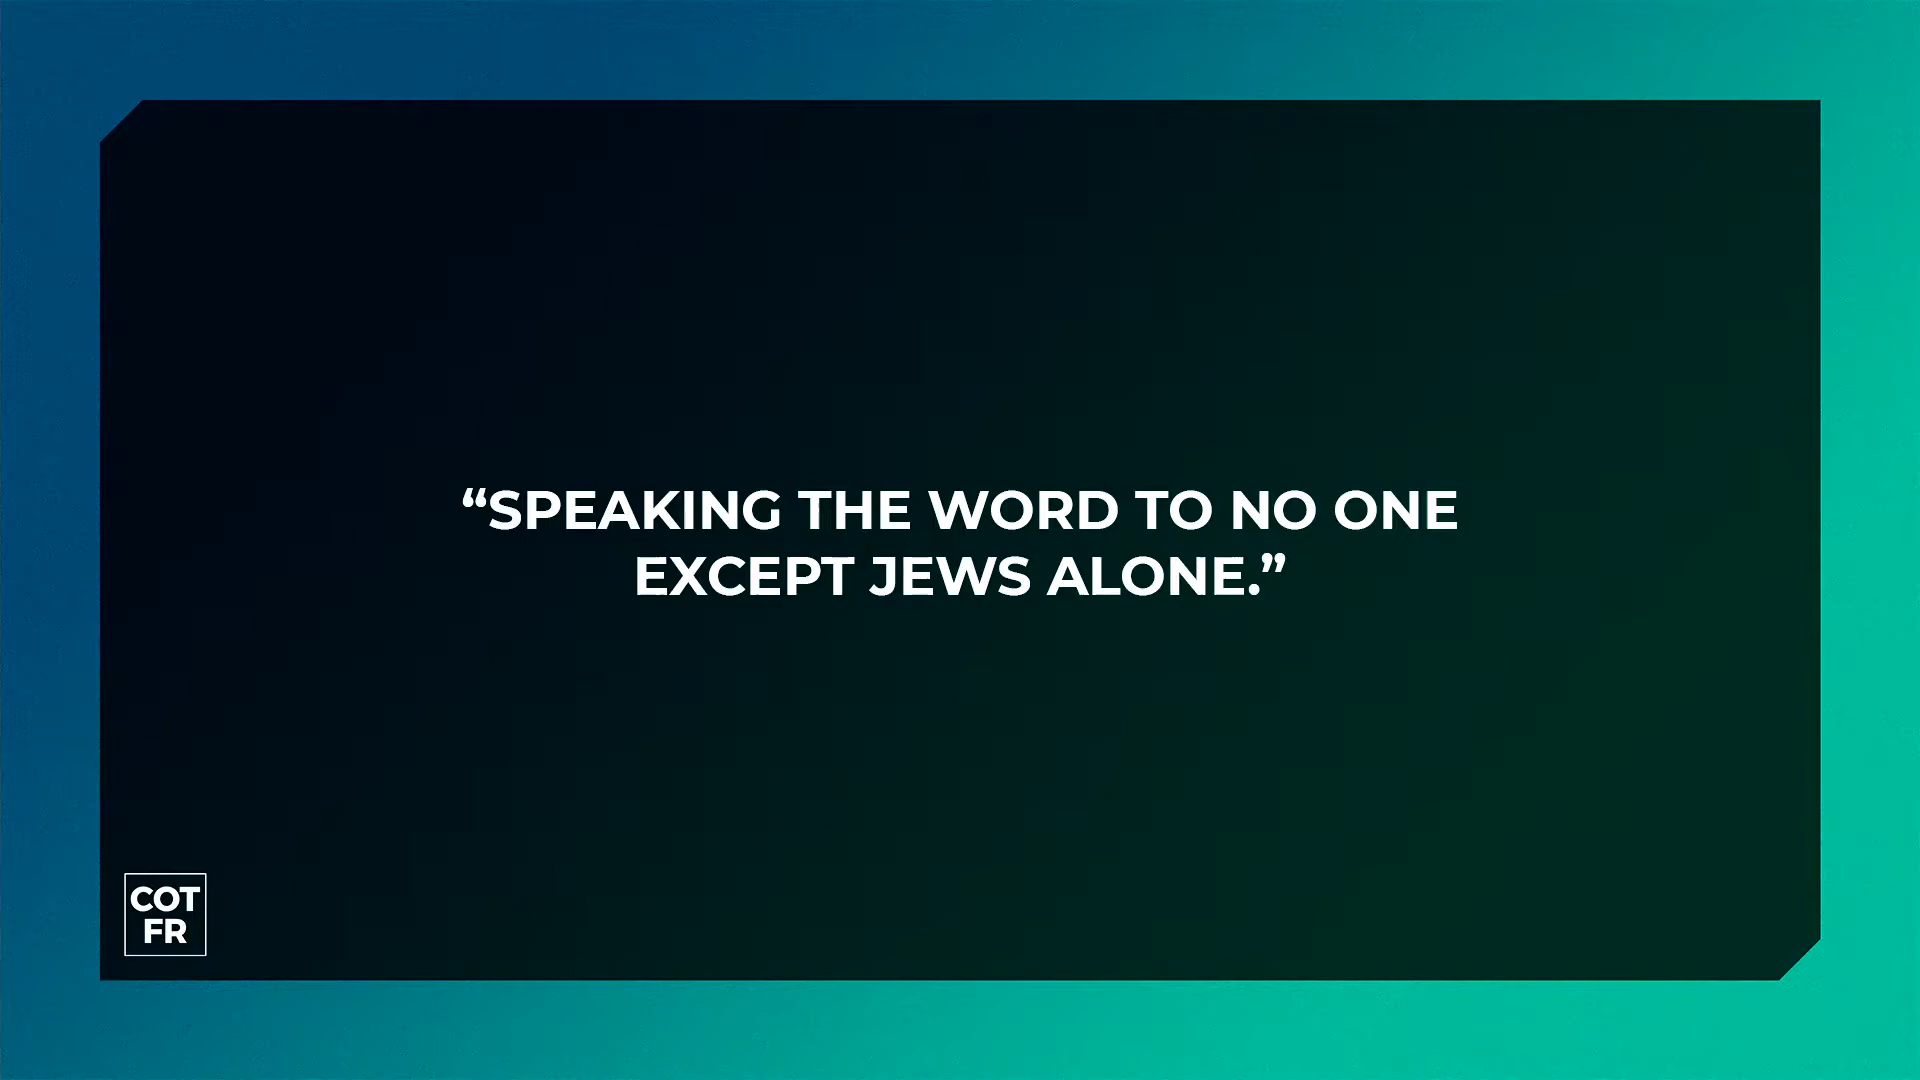 “SPEAKING THE WORD TO NO ONE
EXCEPT JEWS ALONE.”
COT
FR